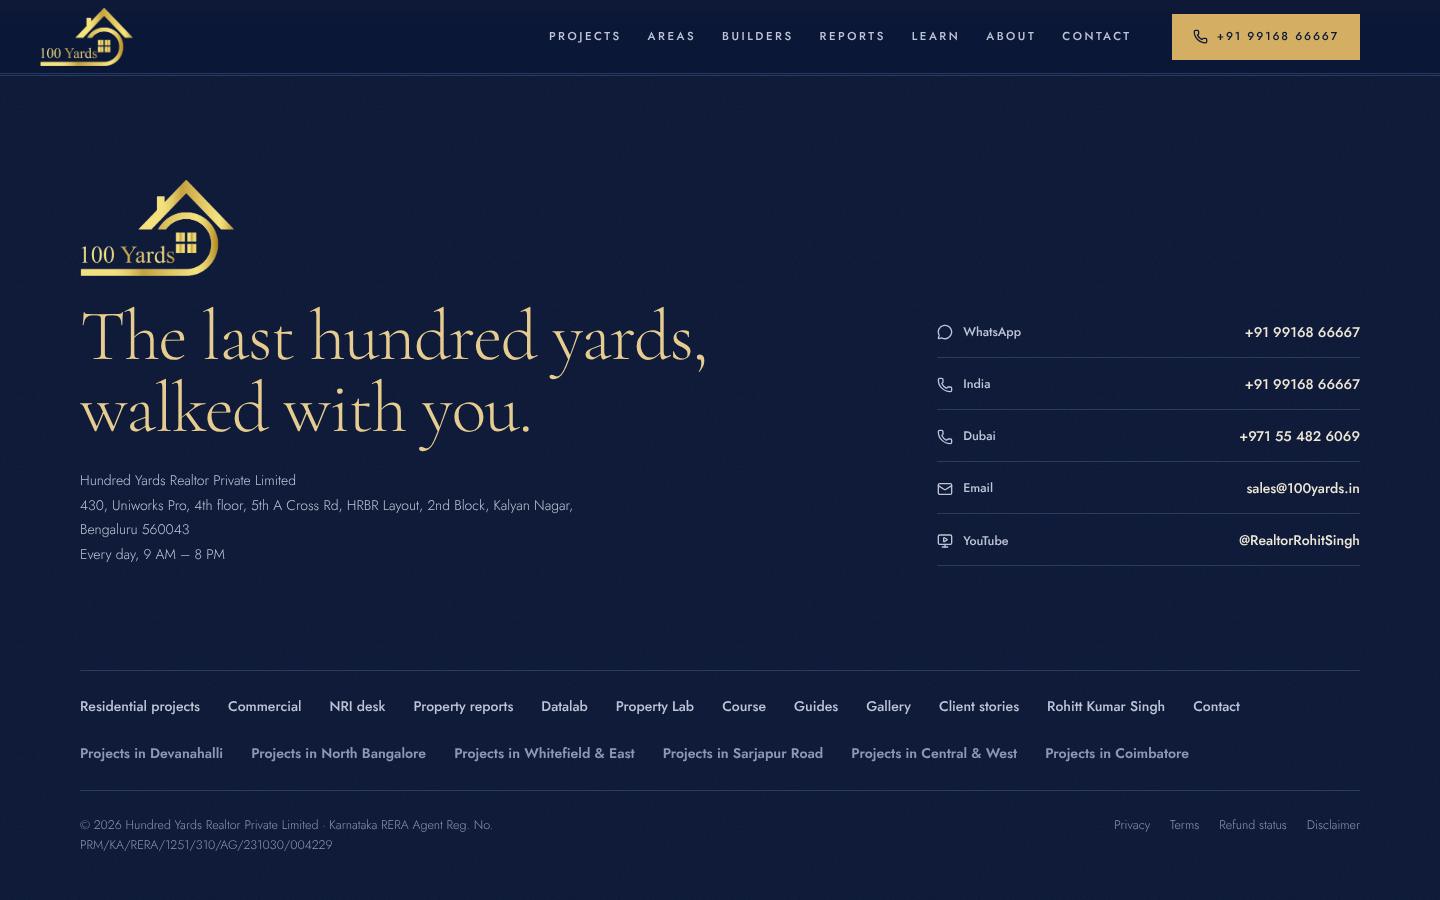 100 Yards
PROJECTS AREAS BUILDERS REPORTS LEARN ABOUT CONTACT +91 99168 66667
100 Yards
The last hundred yards,
walked with you.
Hundred Yards Realtor Private Limited
430, Uniworks Pro, 4th floor, 5th A Cross Rd, HRBR Layout, 2nd Block, Kalyan Nagar,
Bengaluru 560043
Every day, 9 AM – 8 PM
WhatsApp +91 99168 66667
India +91 99168 66667
Dubai +971 55 482 6069
Email sales@100yards.in
YouTube @RealtorRohitSingh
Residential projects Commercial NRI desk Property reports Datalab Property Lab Course Guides Gallery Client stories Rohitt Kumar Singh Contact
Projects in Devanahalli Projects in North Bangalore Projects in Whitefield & East Projects in Sarjapur Road Projects in Central & West Projects in Coimbatore
© 2026 Hundred Yards Realtor Private Limited · Karnataka RERA Agent Reg. No.
PRM/KA/RERA/1251/310/AG/231030/004229
Privacy Terms Refund status Disclaimer